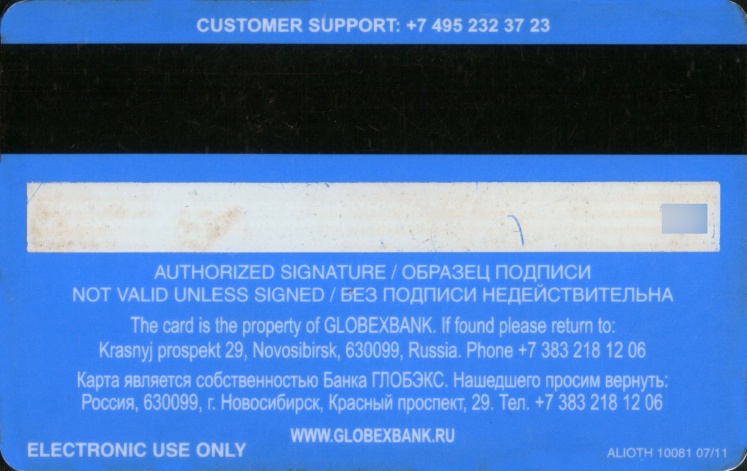 CUSTOMER SUPPORT: +7 495 232 37 23
AUTHORIZED SIGNATURE / ОБРАЗЕЦ ПОДПИСИ
NOT VALID UNLESS SIGNED / БЕЗ ПОДПИСИ НЕДЕЙСТВИТЕЛЬНА
The card is the property of GLOBEXBANK. If found please return to:
Krasnyj prospekt 29, Novosibirsk, 630099, Russia. Phone +7 383 218 12 06
Карта является собственностью Банка ГЛОБЭКС. Нашедшего просим вернуть:
Россия, 630099, г. Новосибирск, Красный проспект, 29. Тел. +7 383 218 12 06
WWW.GLOBEXBANK.RU
ELECTRONIC USE ONLY
ALIOTH 10081 07/11